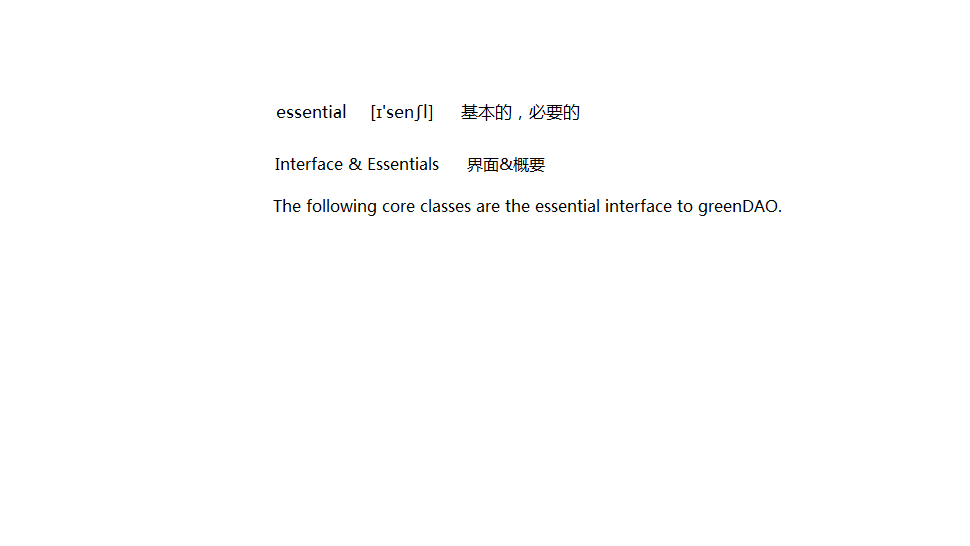 essential [ɪ'senʃl] 基本的，必要的
Interface & Essentials 界面&概要
The following core classes are the essential interface to greenDAO.